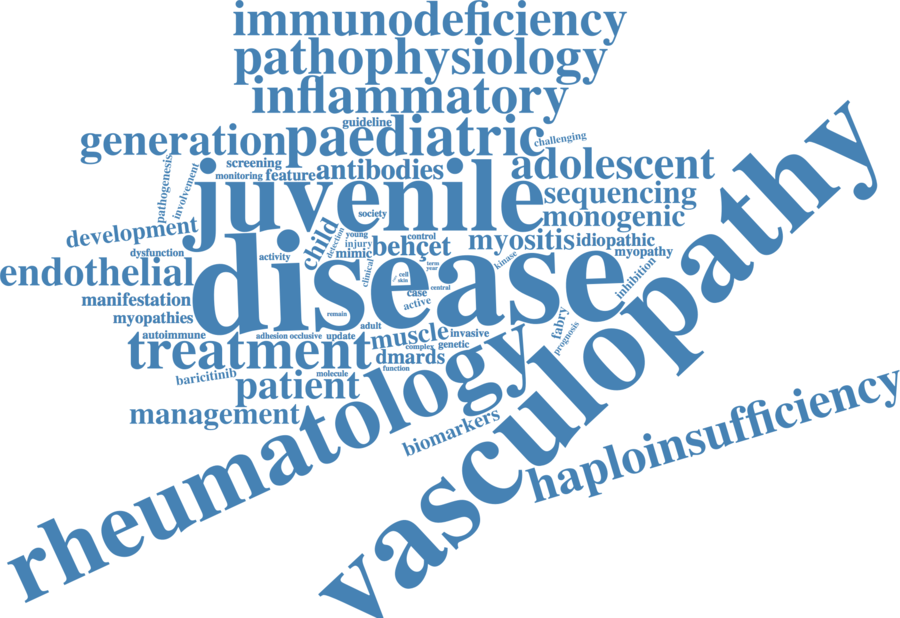 immunodeficiency
pathophysiology
inflammatory
guideline
generation
paediatric
challenging
screening
antibodies
adolescent
monitoring
feature
pathogenesis
involvement
juvenile
sequencing
society
monogenic
development
child
detection
young
control
injury
behçet
myositis
idiopathic
dysfunction
activity
mimic
myopathy
endothelial
disease
clinical
term
year
kinase
inhibition
cell
skin
manifestation
case
central
active
myopathies
remain
adult
fabry
prognosis
autoimmune
adhesion
occlusive
update
muscle
invasive
treatment
complex
genetic
dmards
function
baricitinib
molecule
patient
management
rheumatology
biomarkers
vasculopathy
haploinsufficiency